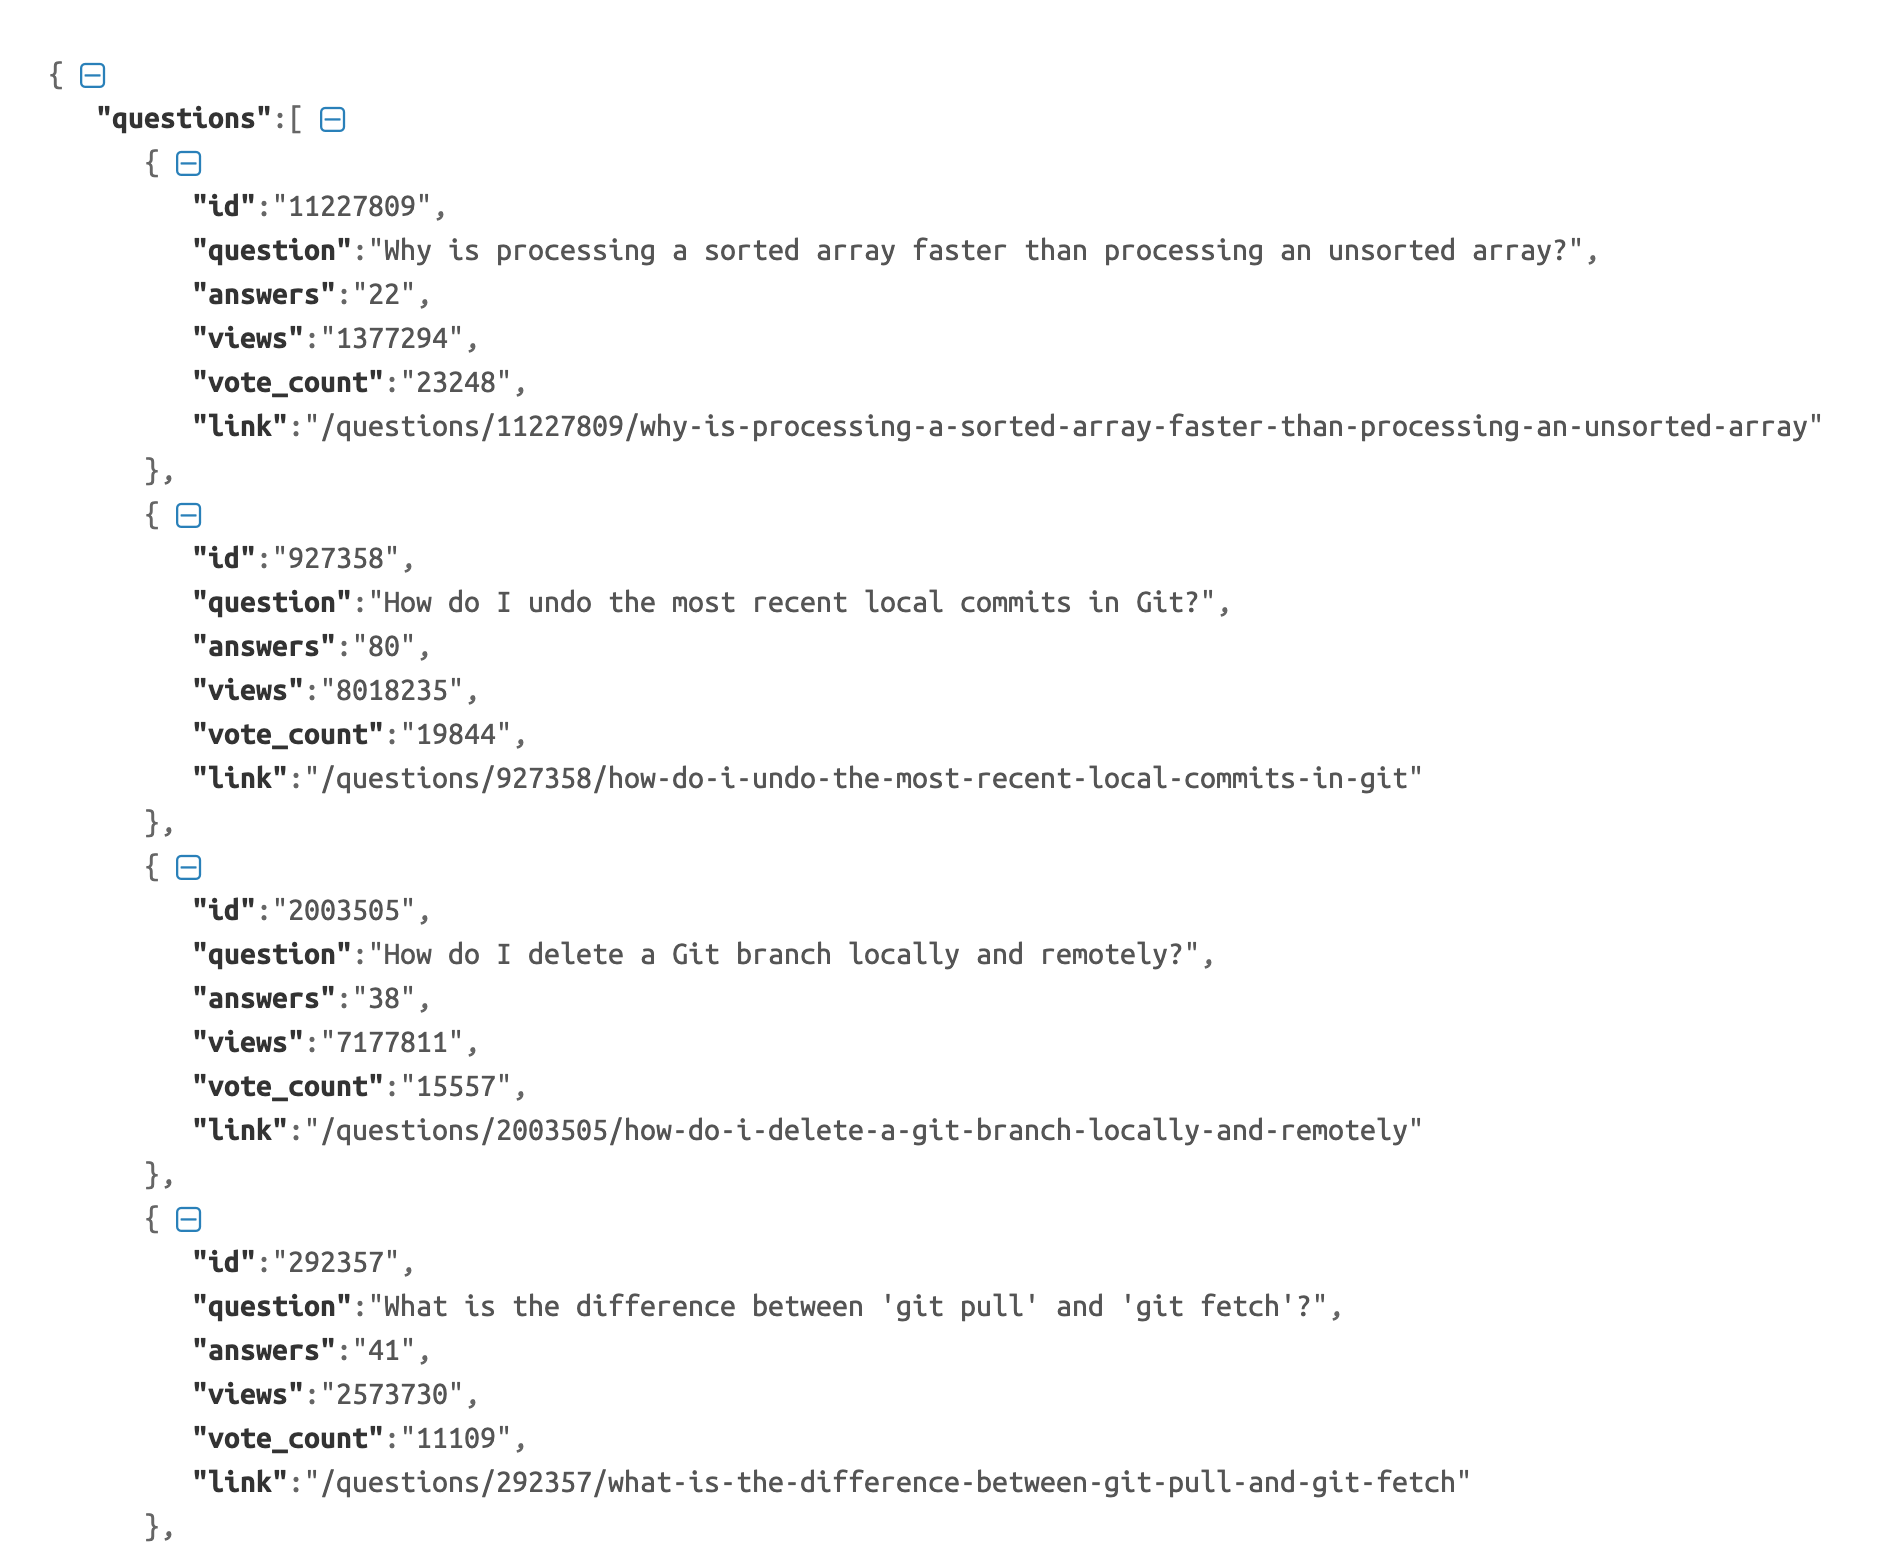 {
"questions":[
{
"id":"11227809",
"question":"Why is processing a sorted array faster than processing an unsorted array?",
"answers":"22",
"views":"1377294",
"vote_count":"23248",
"link":"/questions/11227809/why-is-processing-a-sorted-array-faster-than-processing-an-unsorted-array"
},
{
"id":"927358",
"question":"How do I undo the most recent local commits in Git?",
"answers":"80",
"views":"8018235",
"vote_count":"19844",
"link":"/questions/927358/how-do-i-undo-the-most-recent-local-commits-in-git"
},
{
"id":"2003505",
"question":"How do I delete a Git branch locally and remotely?",
"answers":"38",
"views":"7177811",
"vote_count":"15557",
"link":"/questions/2003505/how-do-i-delete-a-git-branch-locally-and-remotely"
},
{
"id":"292357",
"question":"What is the difference between 'git pull' and 'git fetch'?",
"answers":"41",
"views":"2573730",
"vote_count":"11109",
"link":"/questions/292357/what-is-the-difference-between-git-pull-and-git-fetch"
},